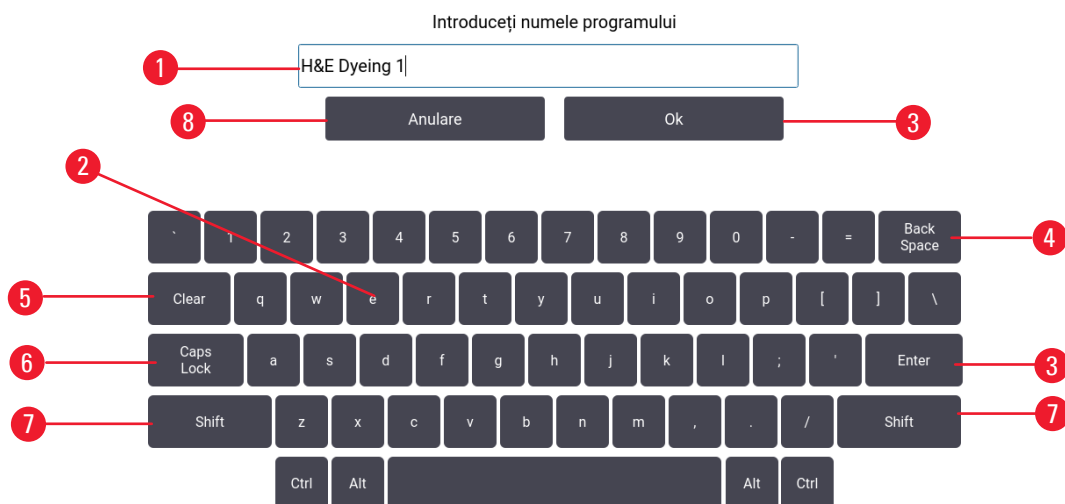 Introduceți numele programului
1 H&E Dyeing 1
8 Anulare Ok 3
2
` 1 2 3 4 5 6 7 8 9 0 - = Back Space 4
5 Clear q w e r t y u i o p [ ] \
6 Caps Lock a s d f g h j k l ; ' Enter 3
7 Shift z x c v b n m , . / Shift 7
Ctrl Alt Alt Ctrl